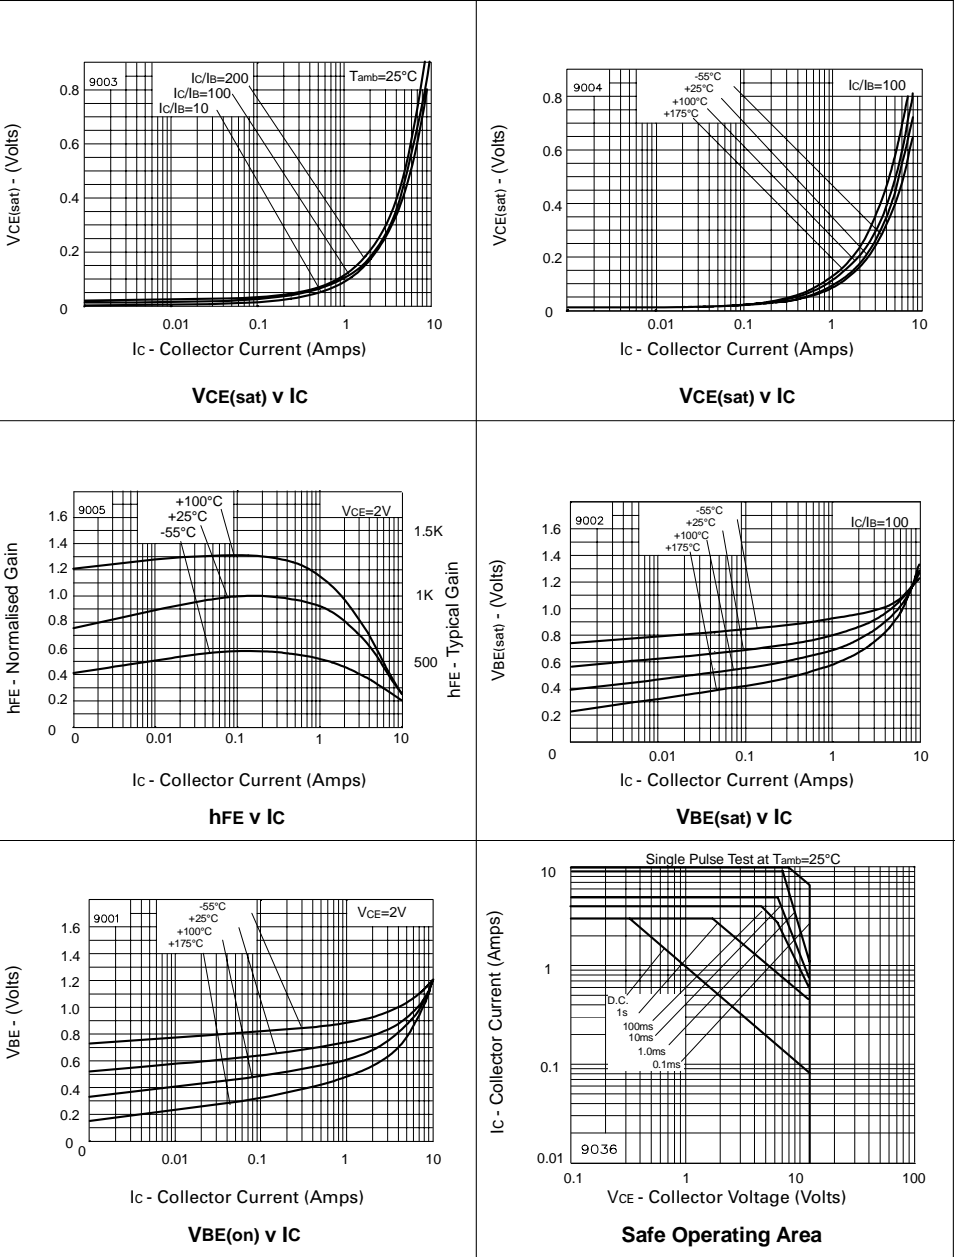 9003
IC/IB=200
IC/IB=100
IC/IB=10
Tamb=25°C
0.8
0.6
0.4
0.2
0
0.01 0.1 1 10
VCE(sat) - (Volts)
IC - Collector Current (Amps)
VCE(sat) v IC
9004
-55°C
+25°C
+100°C
+175°C
IC/IB=100
0.8
0.6
0.4
0.2
0
0.01 0.1 1 10
VCE(sat) - (Volts)
IC - Collector Current (Amps)
VCE(sat) v IC
9005
+100°C
+25°C
-55°C
VCE=2V
1.6
1.4
1.2
1.0
0.8
0.6
0.4
0.2
0
1.5K
1K
500
0 0.01 0.1 1 10
hFE - Normalised Gain
hFE - Typical Gain
IC - Collector Current (Amps)
hFE v IC
9002
-55°C
+25°C
+100°C
+175°C
IC/IB=100
1.6
1.4
1.2
1.0
0.8
0.6
0.4
0.2
0
0.01 0.1 1 10
VBE(sat) - (Volts)
IC - Collector Current (Amps)
VBE(sat) v IC
9001
-55°C
+25°C
+100°C
+175°C
VCE=2V
1.6
1.4
1.2
1.0
0.8
0.6
0.4
0.2
0
0.01 0.1 1 10
VBE - (Volts)
IC - Collector Current (Amps)
VBE(on) v IC
Single Pulse Test at Tamb=25°C
10
1
0.1
0.01
D.C.
1s
100ms
10ms
1.0ms
0.1ms
9036
0.1 1 10 100
IC - Collector Current (Amps)
VCE - Collector Voltage (Volts)
Safe Operating Area